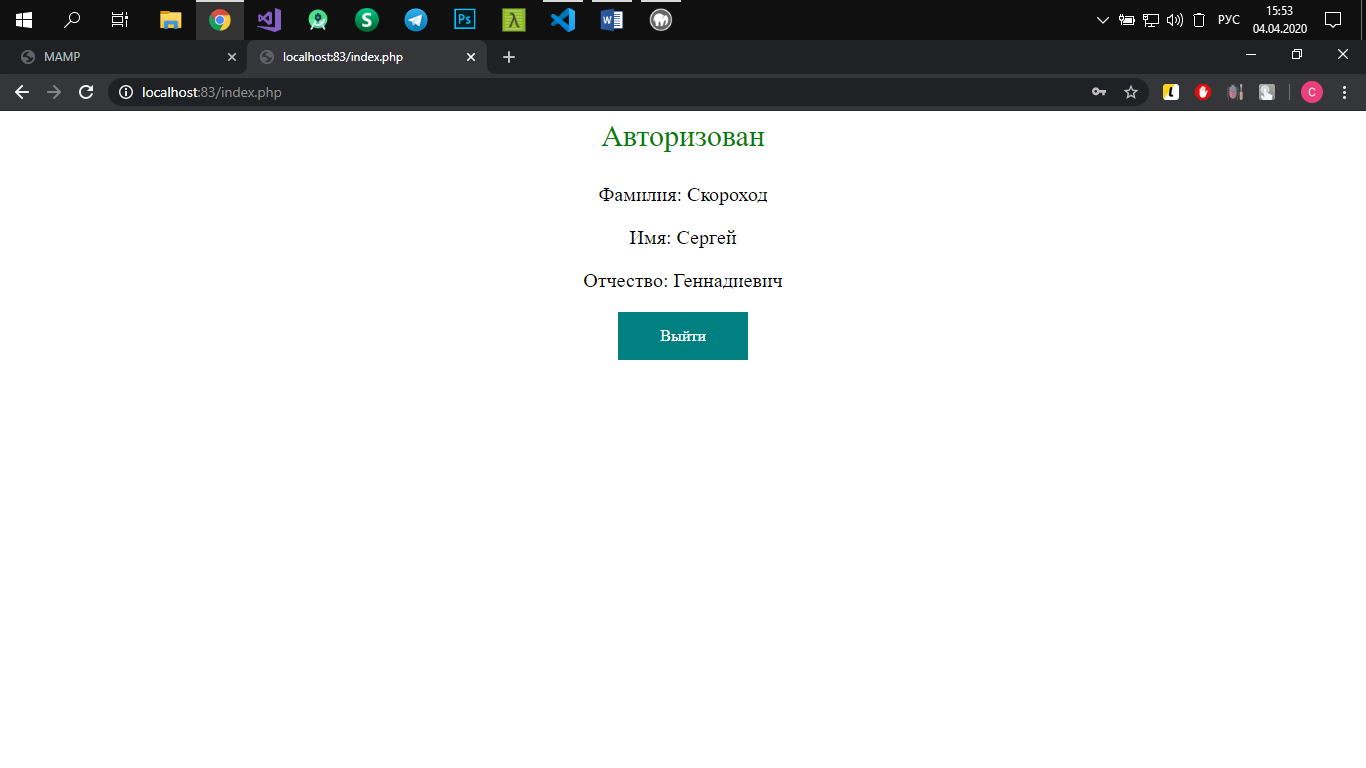 РУС
15:53
04.04.2020
MAMP
localhost:83/index.php
localhost:83/index.php
C
Авторизован
Фамилия: Скороход
Имя: Сергей
Отчество: Геннадиевич
Выйти
Ps
S
λ
W
L